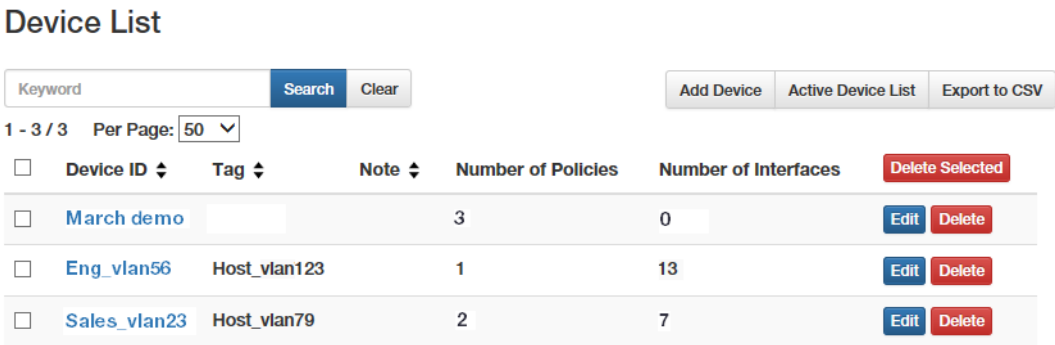 Device List
Keyword Search Clear Add Device Active Device List Export to CSV
1 - 3 / 3 Per Page: 50
Device ID Tag Note Number of Policies Number of Interfaces Delete Selected
March demo 3 0 Edit Delete
Eng_vlan56 Host_vlan123 1 13 Edit Delete
Sales_vlan23 Host_vlan79 2 7 Edit Delete